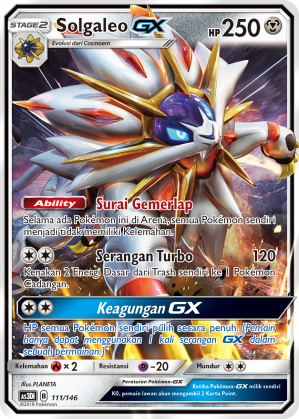 STAGE2 Solgaleo GX HP 250
Evolusi dari Cosmoem
Ability Surai Gemerlap
Selama ada Pokémon ini di Arena, semua Pokémon sendiri
menjadi tidak memiliki Kelemahan.
Serangan Turbo 120
Kenakan 2 Energi Dasar dari Trash sendiri ke 1 Pokémon
Cadangan.
Keagungan GX
HP semua Pokémon sendiri pulih secara penuh. [Pemain
hanya dapat menggunakan 1 kali serangan GX dalam
sebuah permainan.]
Kelemahan × 2 Resistansi -20 Mundur
Illus. PLANETA
Peraturan Pokémon-GX
Ketika Pokémon-GX milik sendiri
KO, pemain lawan akan mengambil 2 Kartu Point.
AS3D 111/146
©2019 Pokémon